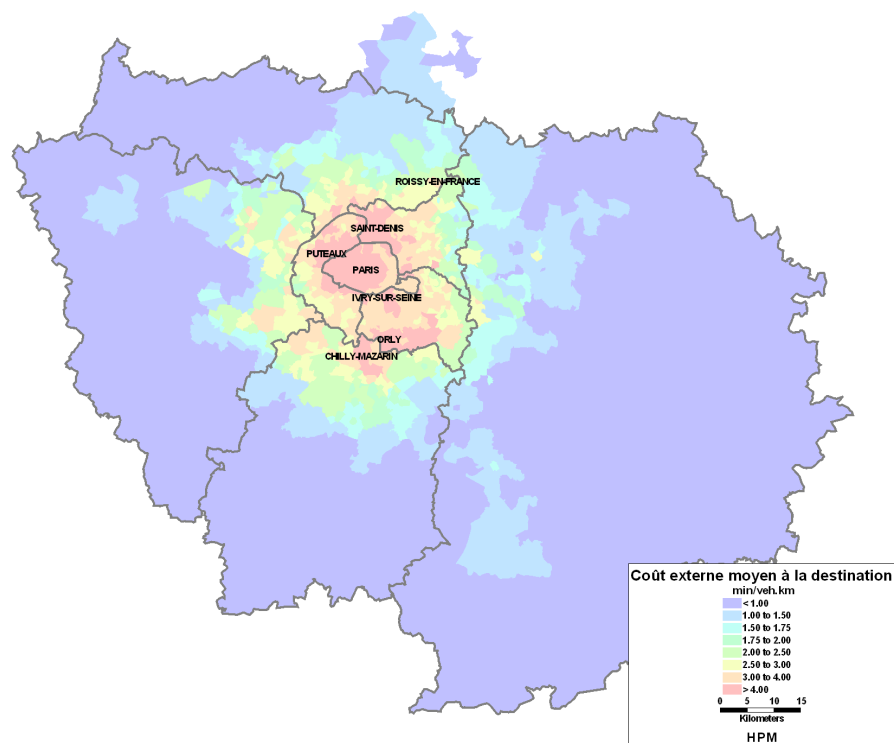 ROISSY-EN-FRANCE
SAINT-DENIS
PUTEAUX
PARIS
IVRY-SUR-SEINE
ORLY
CHILLY-MAZARIN
Coût externe moyen à la destination
min/veh.km
< 1.00
1.00 to 1.50
1.50 to 1.75
1.75 to 2.00
2.00 to 2.50
2.50 to 3.00
3.00 to 4.00
> 4.00
0 5 10 15
Kilometers
HPM